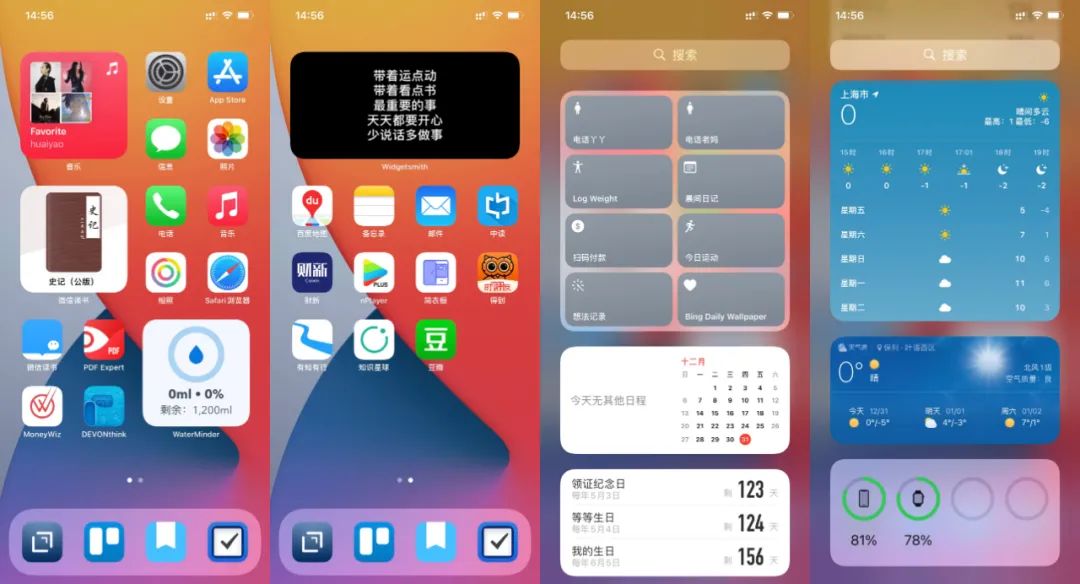 14:56
Favorite
huaiyao
音乐
设置
App Store
信息
照片
史记
史记（公版）
微信读书
电话
音乐
相照
Safari 浏览器
微信读书
PDF
PDF Expert
0ml • 0%
剩余：1,200ml
WaterMinder
MoneyWiz
DEVONthink
14:56
带着运点动
带着看点书
最重要的事
天天都要开心
少说话多做事
Widgetsmith
du
百度地图
备忘录
邮件
中读
财新
Caixin
财新
PLUS
nPlayer
简衣橱
得到
有知有行
知识星球
豆
豆瓣
14:56
搜索
电话丫丫
电话老妈
Log Weight
晨间日记
扫码付款
今日运动
想法记录
Bing Daily Wallpaper
今天无其他日程
十二月
日 一 二 三 四 五 六
1 2 3 4 5
6 7 8 9 10 11 12
13 14 15 16 17 18 19
20 21 22 23 24 25 26
27 28 29 30 31
领证纪念日
每年5月3日
剩 123 天
等等生日
每年5月4日
剩 124 天
我的生日
每年6月5日
剩 156 天
14:56
搜索
上海市
0
晴间多云
最高：1 最低：-6
15时 16时 17时 17:01 18时 19时
0 0 -1 -1 -2 -2
星期五 5 -4
星期六 7 1
星期日 10 6
星期一 11 6
星期二 10 3
天气通
保利·叶语西区
0°
晴
北风1级
空气质量：良
今天 12/31 明天 01/01 周六 01/02
0°/-5° 4°/-3° 7°/1°
81% 78%